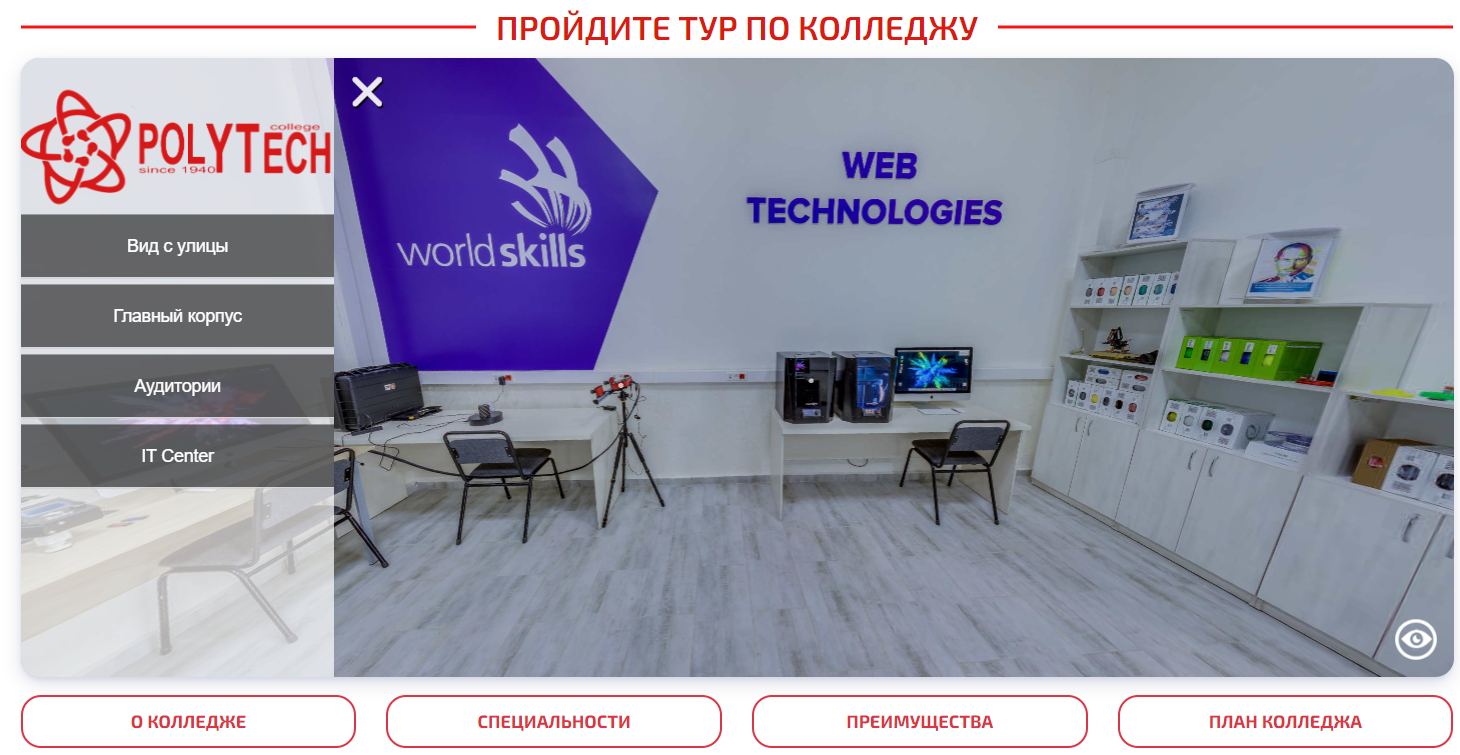 ПРОЙДИТЕ ТУР ПО КОЛЛЕДЖУ
POLYTECH
college
since 1940
Вид с улицы
Главный корпус
Аудитории
IT Center
worldskills
WEB
TECHNOLOGIES
О КОЛЛЕДЖЕ
СПЕЦИАЛЬНОСТИ
ПРЕИМУЩЕСТВА
ПЛАН КОЛЛЕДЖА